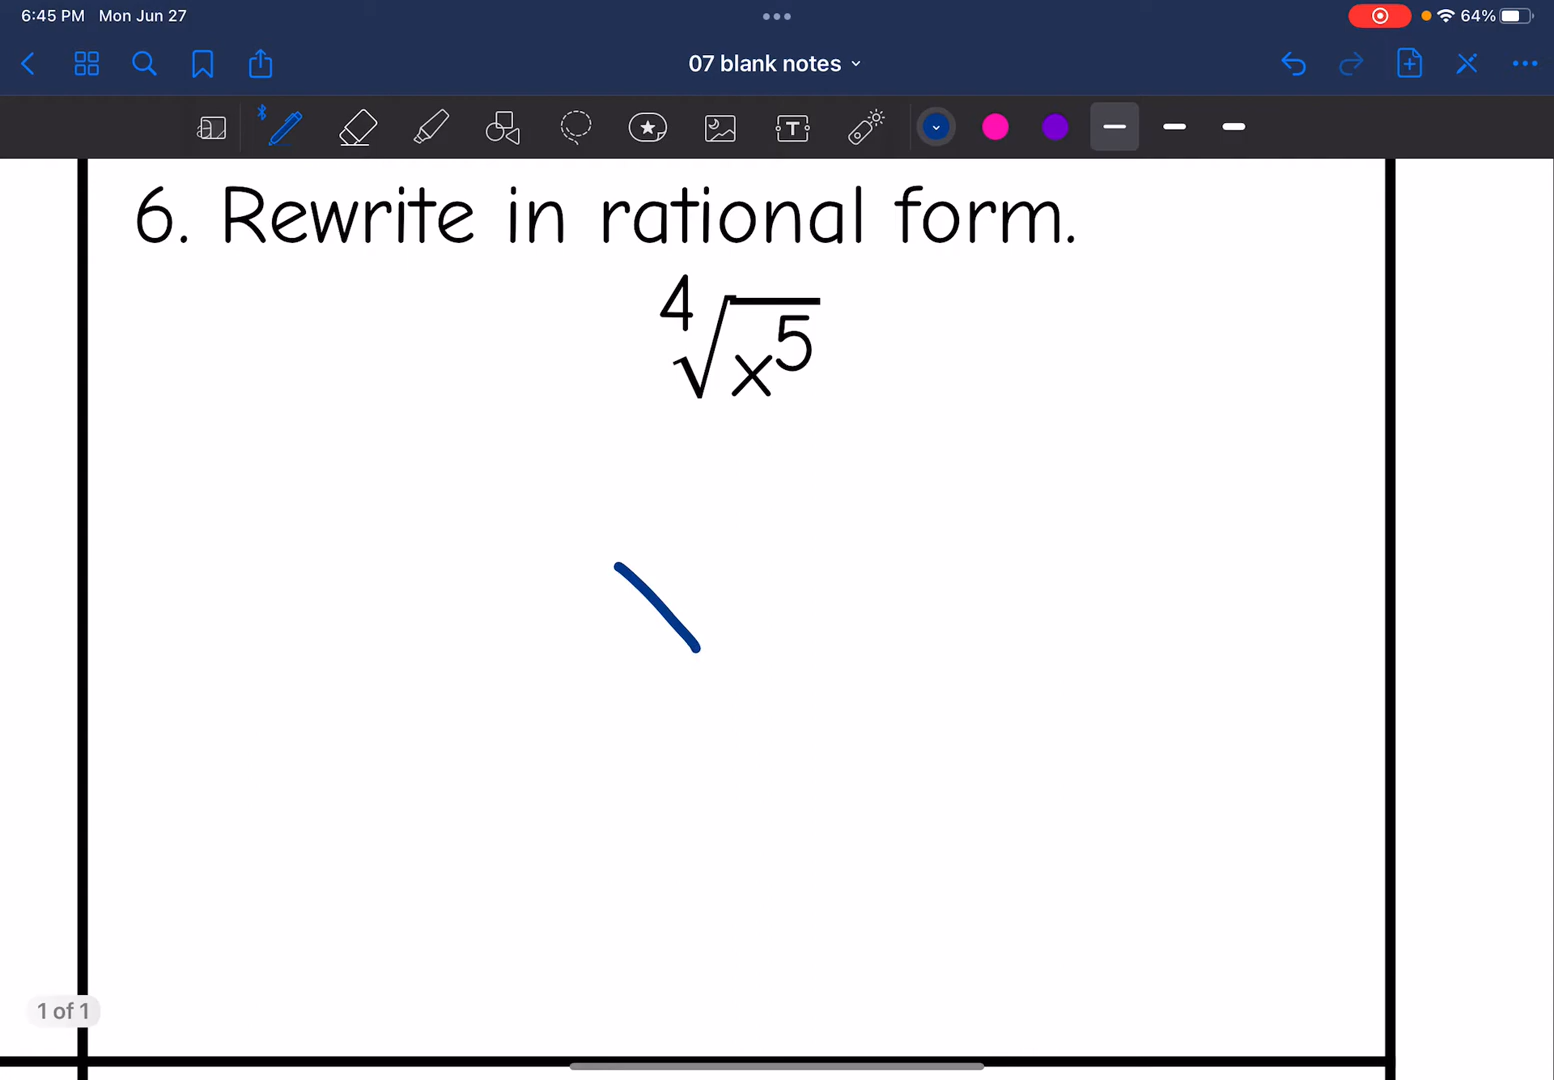 6:45 PM Mon Jun 27
64%
07 blank notes
T
6. Rewrite in rational form.
4√x^5
1 of 1